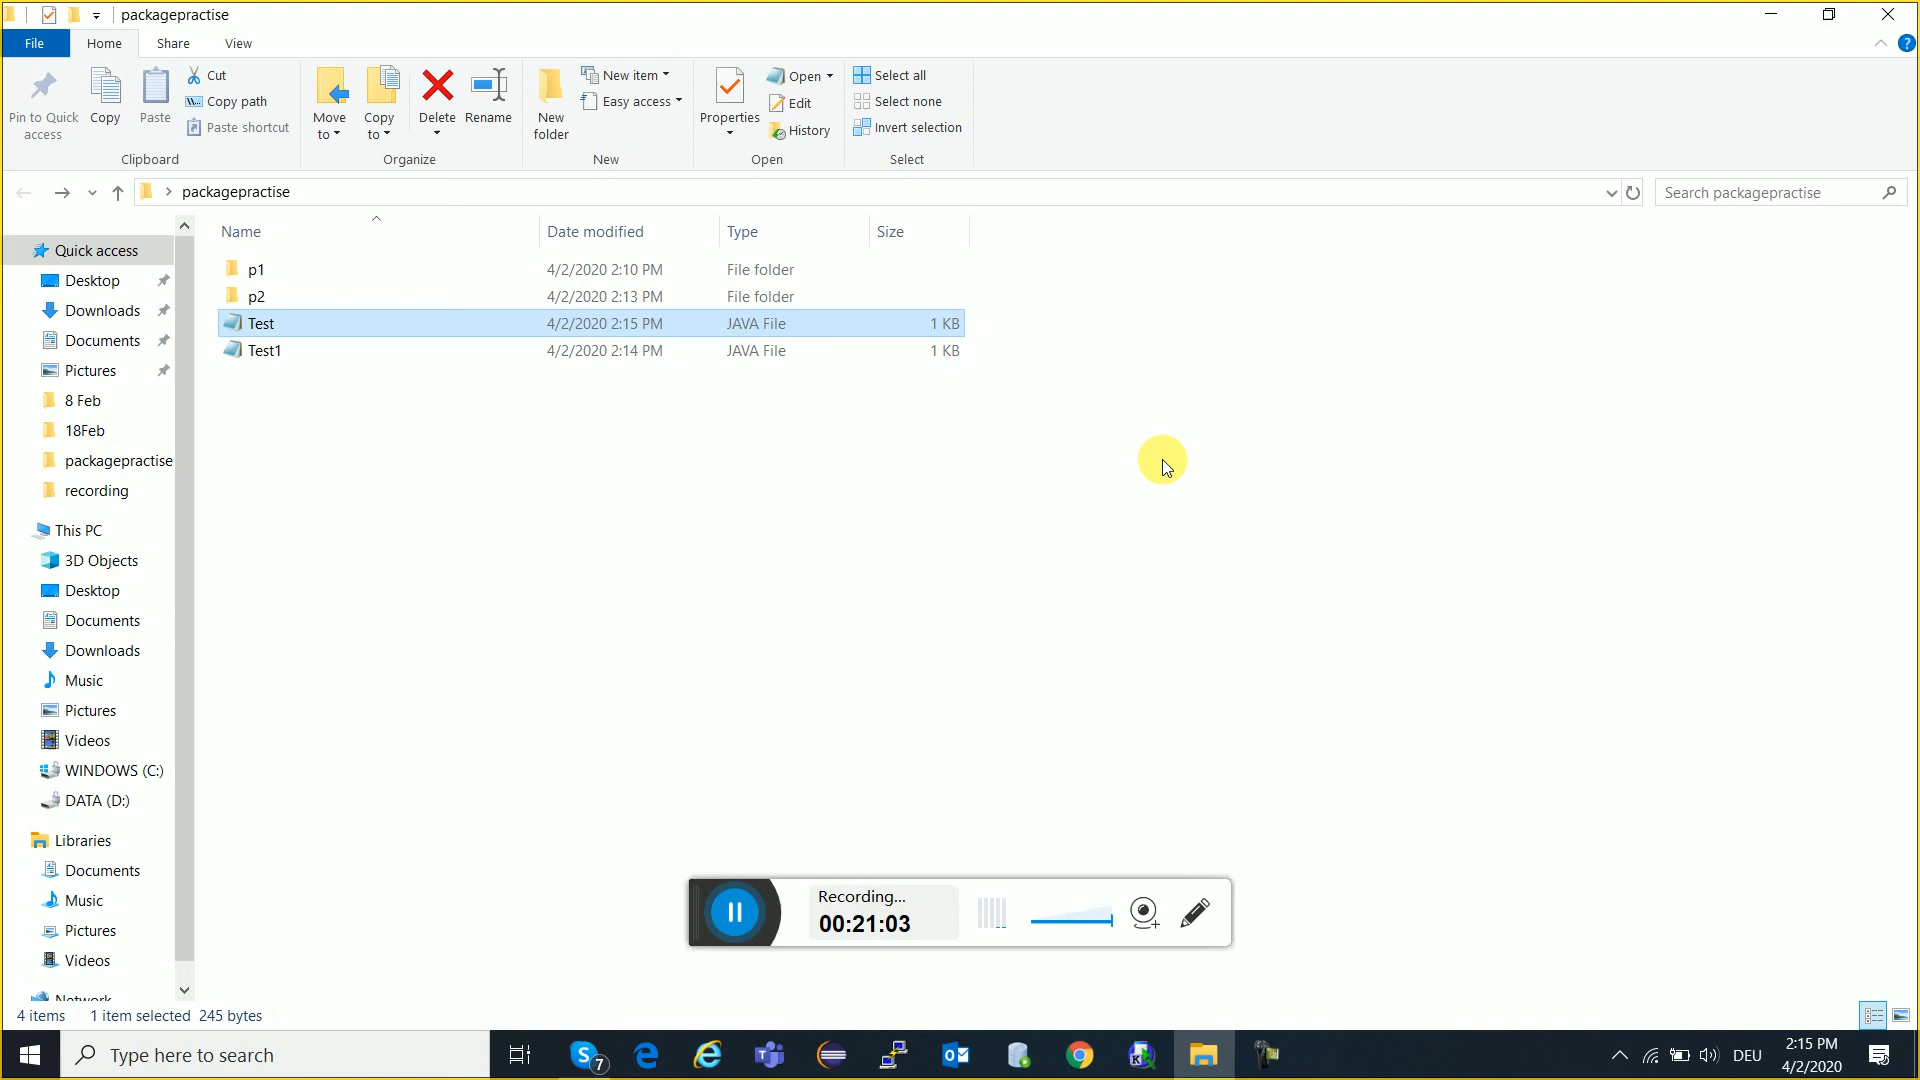 packagepractise
File Home Share View
Pin to Quick access
Copy
Paste
Cut
Copy path
Paste shortcut
Clipboard
Move to
Copy to
Delete
Rename
Organize
New folder
New item
Easy access
New
Properties
Open
Edit
History
Open
Select all
Select none
Invert selection
Select
packagepractise
Search packagepractise
Name Date modified Type Size
p1 4/2/2020 2:10 PM File folder
p2 4/2/2020 2:13 PM File folder
Test 4/2/2020 2:15 PM JAVA File 1 KB
Test1 4/2/2020 2:14 PM JAVA File 1 KB
Quick access
Desktop
Downloads
Documents
Pictures
8 Feb
18Feb
packagepractise
recording
This PC
3D Objects
Desktop
Documents
Downloads
Music
Pictures
Videos
WINDOWS (C:)
DATA (D:)
Libraries
Documents
Music
Pictures
Videos
Network
Recording...
00:21:03
4 items 1 item selected 245 bytes
Type here to search
7
DEU
2:15 PM
4/2/2020